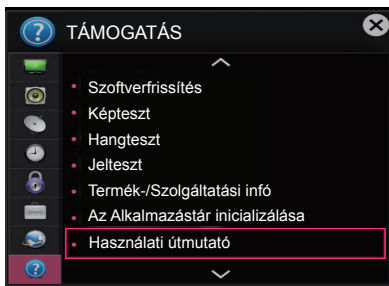 TÁMOGATÁS
Szoftverfrissítés
Képteszt
Hangteszt
Jelteszt
Termék-/Szolgáltatási infó
Az Alkalmazástár inicializálása
Használati útmutató